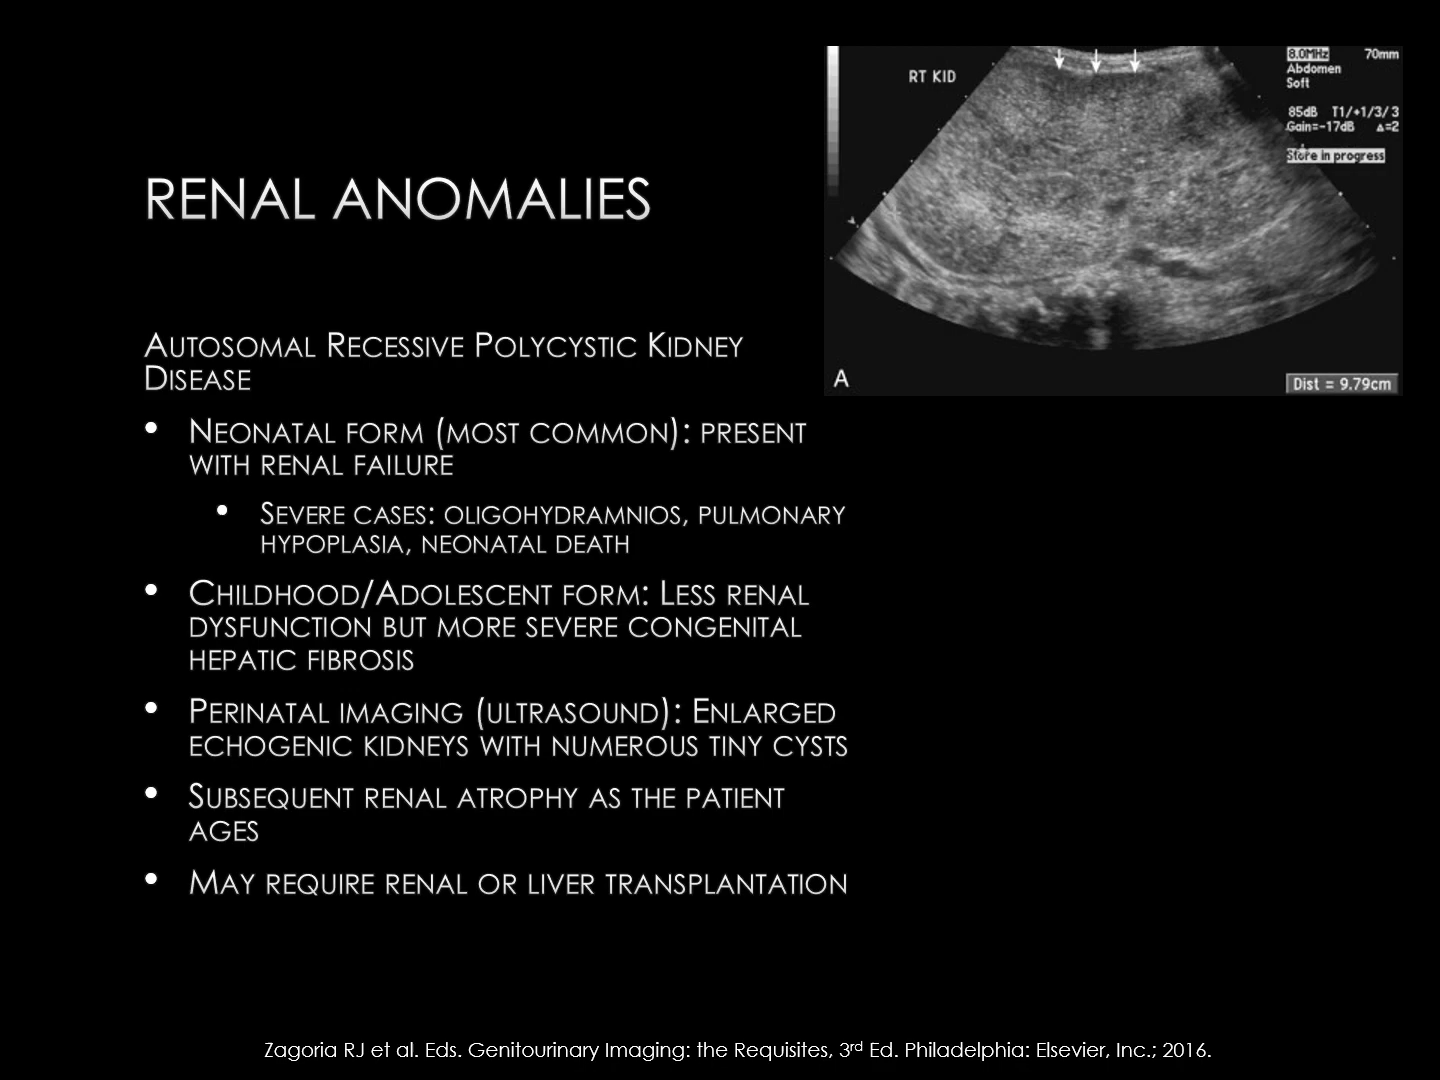 RENAL ANOMALIES
AUTOSOMAL RECESSIVE POLYCYSTIC KIDNEY
DISEASE
• NEONATAL FORM (MOST COMMON): PRESENT
WITH RENAL FAILURE
• SEVERE CASES: OLIGOHYDRAMNIOS, PULMONARY
HYPOPLASIA, NEONATAL DEATH
• CHILDHOOD/ADOLESCENT FORM: LESS RENAL
DYSFUNCTION BUT MORE SEVERE CONGENITAL
HEPATIC FIBROSIS
• PERINATAL IMAGING (ULTRASOUND): ENLARGED
ECHOGENIC KIDNEYS WITH NUMEROUS TINY CYSTS
• SUBSEQUENT RENAL ATROPHY AS THE PATIENT
AGES
• MAY REQUIRE RENAL OR LIVER TRANSPLANTATION
RT KID
8.0MHz 70mm
Abdomen
Soft
85dB T1/+1/3/3
Gain=-17dB Δ=2
Store in progress
A
Dist = 9.79cm
Zagoria RJ et al. Eds. Genitourinary Imaging: the Requisites, 3rd Ed. Philadelphia: Elsevier, Inc.; 2016.